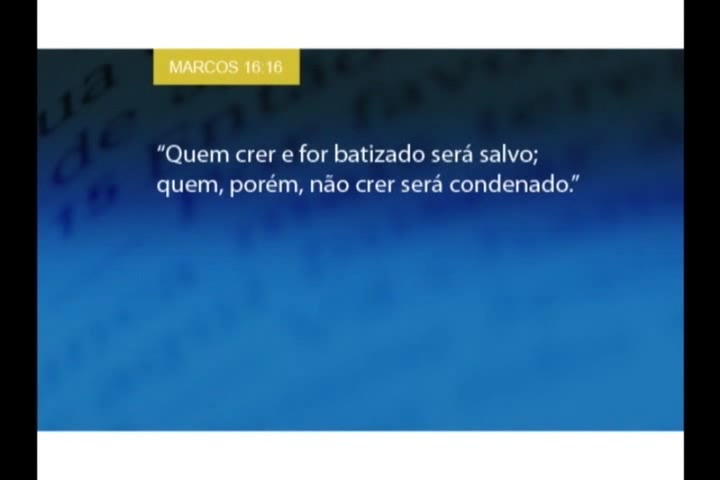 MARCOS 16:16
“Quem crer e for batizado será salvo;
quem, porém, não crer será condenado.”